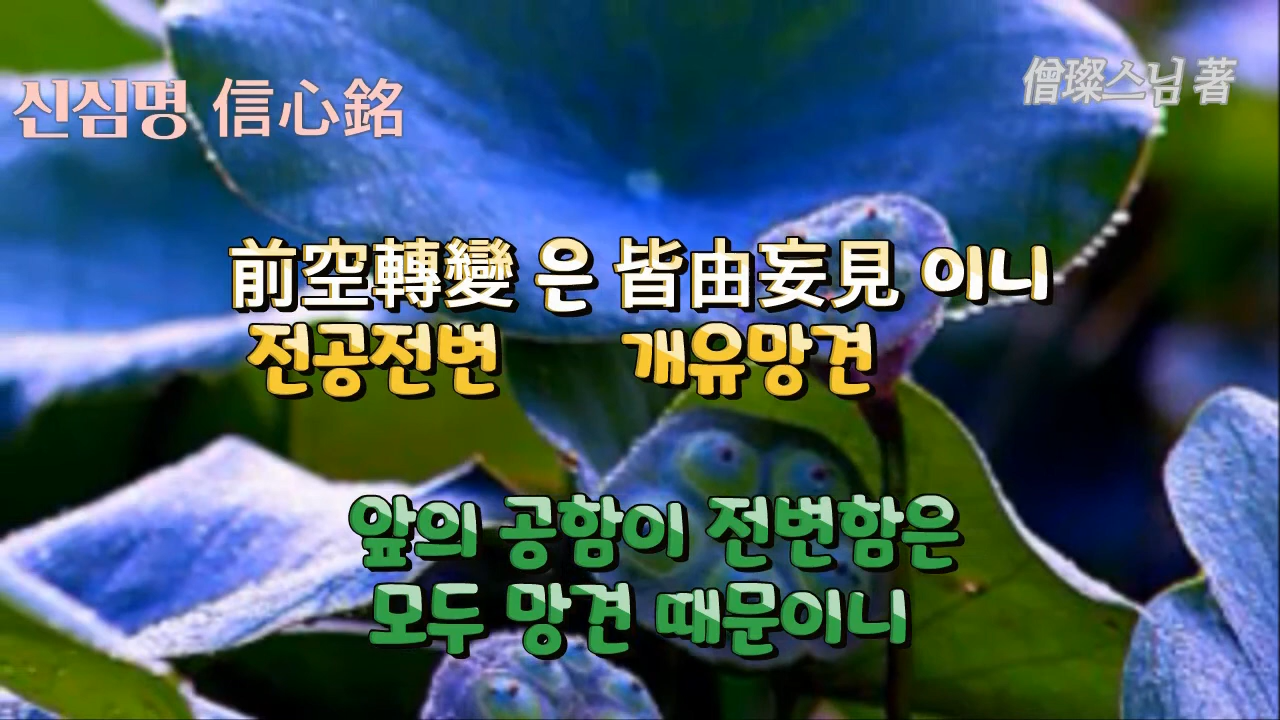 신심명 信心銘
僧璨스님 著
前空轉變 은 皆由妄見 이니
전공전변 개유망견
앞의 공함이 전변함은
모두 망견 때문이니